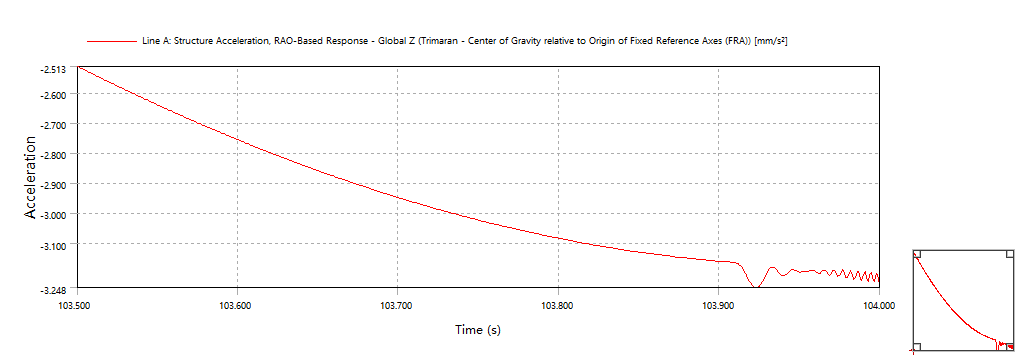 Line A: Structure Acceleration, RAO-Based Response - Global Z (Trimaran - Center of Gravity relative to Origin of Fixed Reference Axes (FRA)) [mm/s²]
-2.513
-2.600
-2.700
-2.800
-2.900
-3.000
-3.100
-3.248
Acceleration
103.500 103.600 103.700 103.800 103.900 104.000
Time (s)